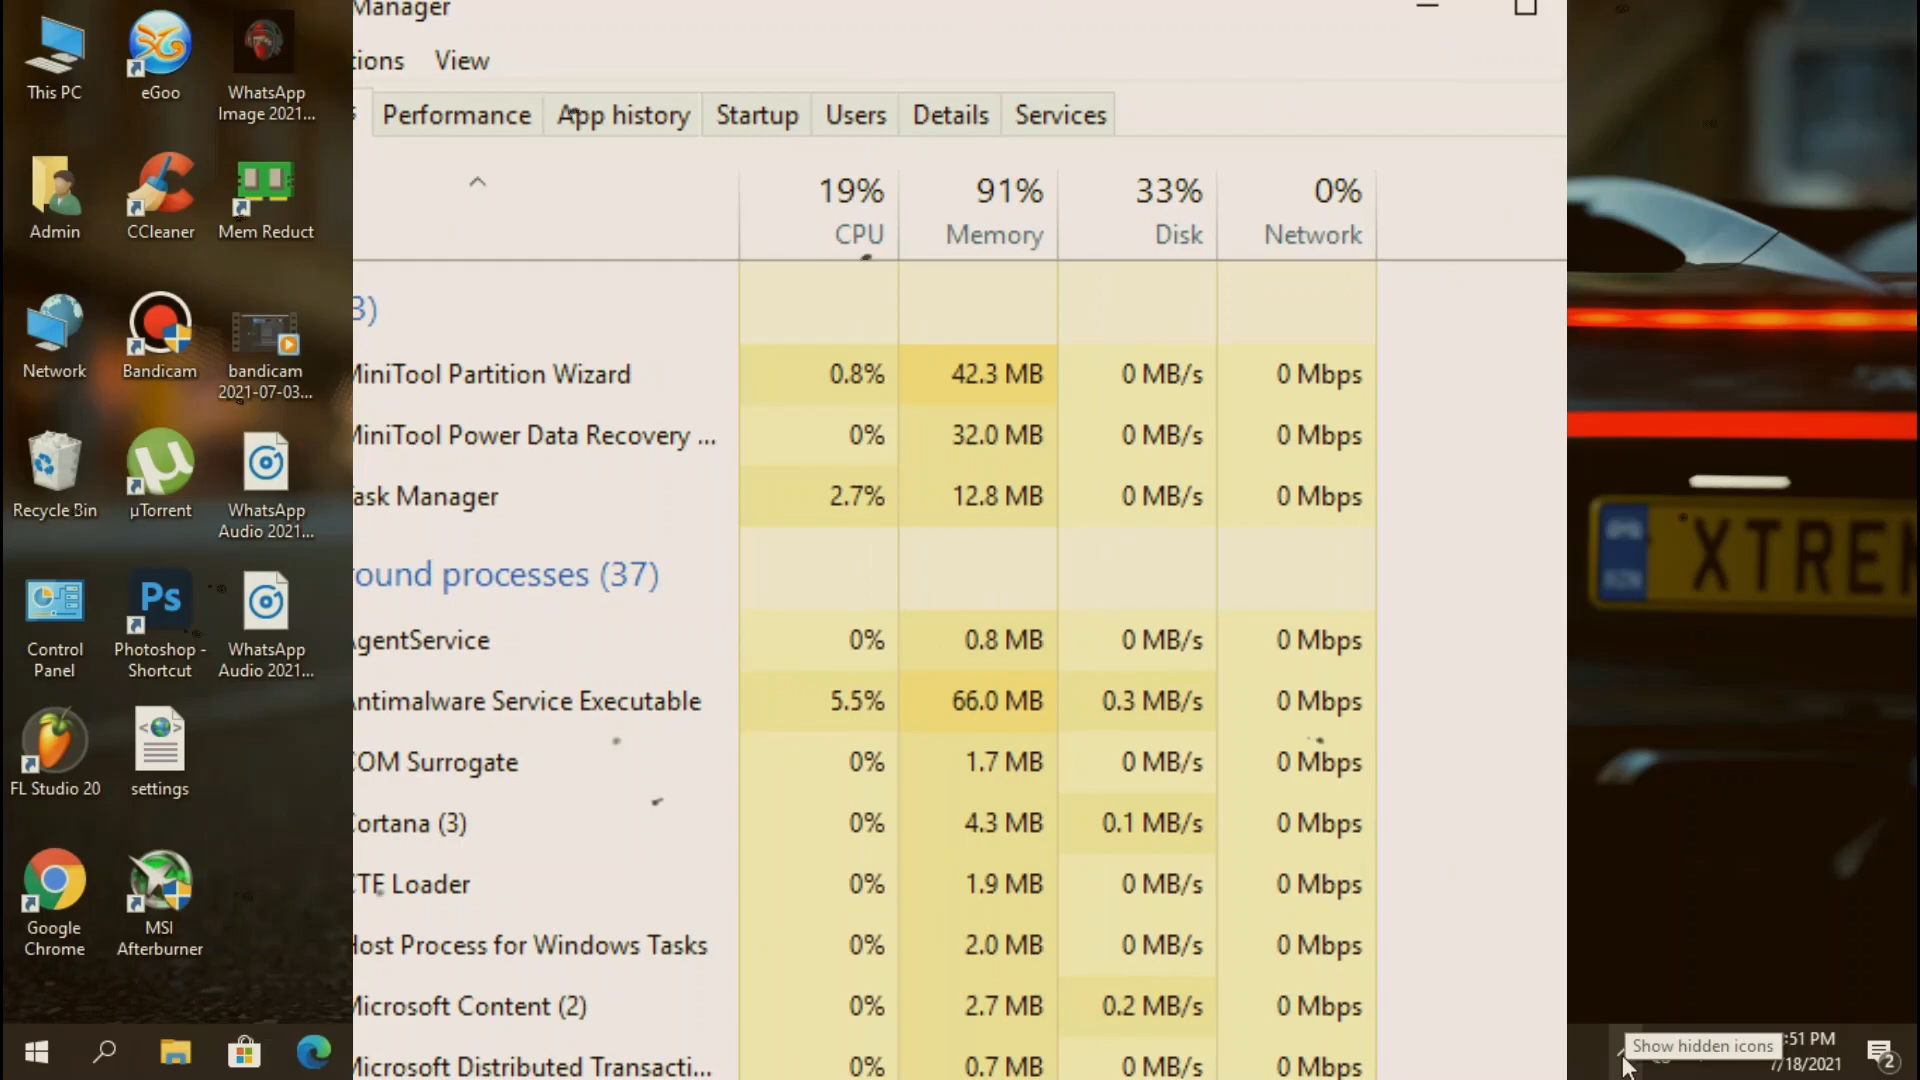 This PC
eGoo
WhatsApp
Image 2021...
Admin
CCleaner
Mem Reduct
Network
Bandicam
bandicam
2021-07-03...
Recycle Bin
µTorrent
WhatsApp
Audio 2021...
Control
Panel
Photoshop -
Shortcut
WhatsApp
Audio 2021...
FL Studio 20
settings
Google
Chrome
MSI
Afterburner
Ps
Manager
tions View
Performance App history Startup Users Details Services
19% 91% 33% 0%
CPU Memory Disk Network
3)
MiniTool Partition Wizard 0.8% 42.3 MB 0 MB/s 0 Mbps
MiniTool Power Data Recovery ... 0% 32.0 MB 0 MB/s 0 Mbps
ask Manager 2.7% 12.8 MB 0 MB/s 0 Mbps
ound processes (37)
AgentService 0% 0.8 MB 0 MB/s 0 Mbps
Antimalware Service Executable 5.5% 66.0 MB 0.3 MB/s 0 Mbps
COM Surrogate 0% 1.7 MB 0 MB/s 0 Mbps
Cortana (3) 0% 4.3 MB 0.1 MB/s 0 Mbps
CTF Loader 0% 1.9 MB 0 MB/s 0 Mbps
Host Process for Windows Tasks 0% 2.0 MB 0 MB/s 0 Mbps
Microsoft Content (2) 0% 2.7 MB 0.2 MB/s 0 Mbps
Microsoft Distributed Transacti... 0% 0.7 MB 0 MB/s 0 Mbps
XTREM
Show hidden icons
:51 PM
7/18/2021
2